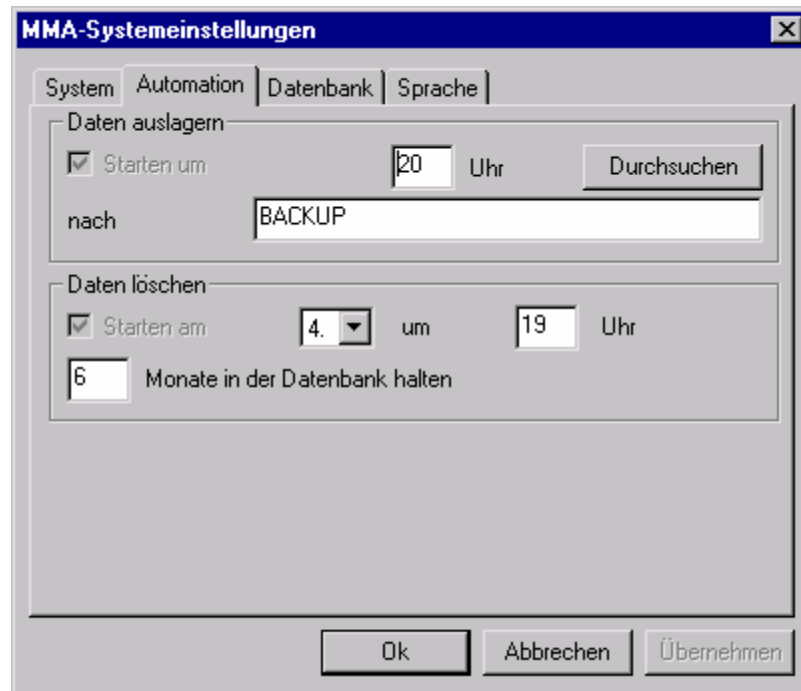 MMA-Systemeinstellungen
System Automation Datenbank Sprache
Daten auslagern
Starten um 20 Uhr Durchsuchen
nach BACKUP
Daten löschen
Starten am 4. um 19 Uhr
6 Monate in der Datenbank halten
Ok Abbrechen Übernehmen